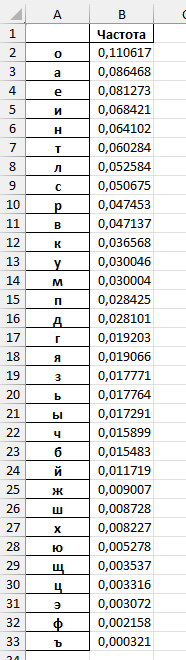 A B
1 Частота
2 о 0,110617
3 а 0,086468
4 е 0,081273
5 и 0,068421
6 н 0,064102
7 т 0,060284
8 л 0,052584
9 с 0,050675
10 р 0,047453
11 в 0,047137
12 к 0,036568
13 у 0,030046
14 м 0,030004
15 п 0,028425
16 д 0,028101
17 г 0,019203
18 я 0,019066
19 з 0,017771
20 ь 0,017764
21 ы 0,017291
22 ч 0,015899
23 б 0,015483
24 й 0,011719
25 ж 0,009007
26 ш 0,008728
27 х 0,008227
28 ю 0,005278
29 щ 0,003537
30 ц 0,003316
31 э 0,003072
32 ф 0,002158
33 ъ 0,000321